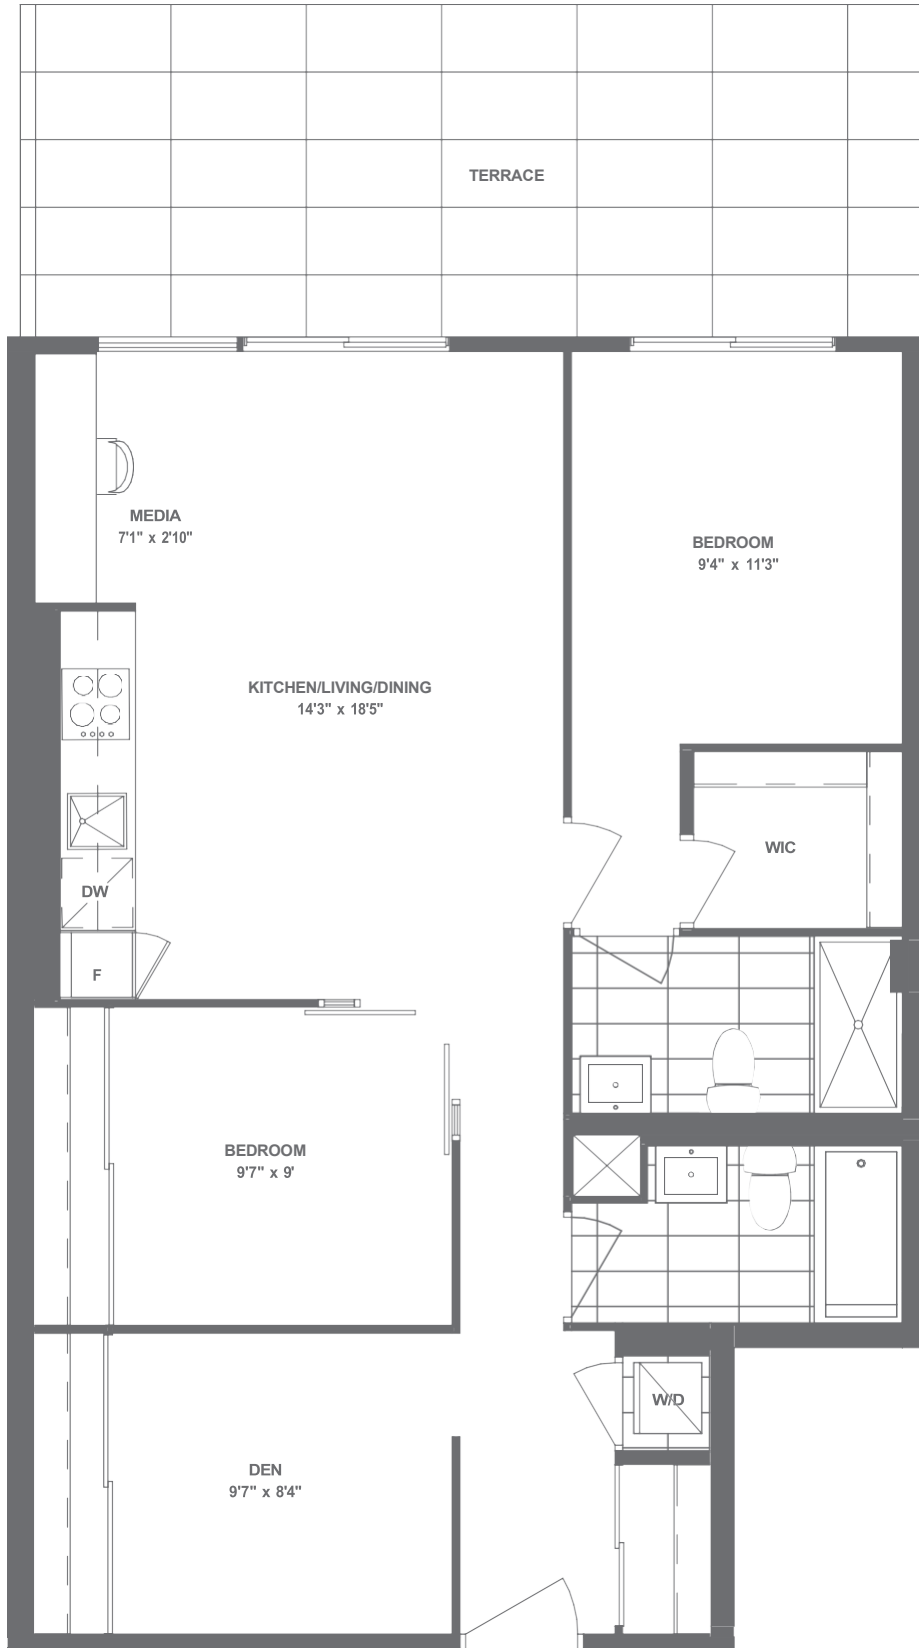 TERRACE
MEDIA
7'1" x 2'10"
BEDROOM
9'4" x 11'3"
KITCHEN/LIVING/DINING
14'3" x 18'5"
WIC
DW
F
BEDROOM
9'7" x 9'
W/D
DEN
9'7" x 8'4"